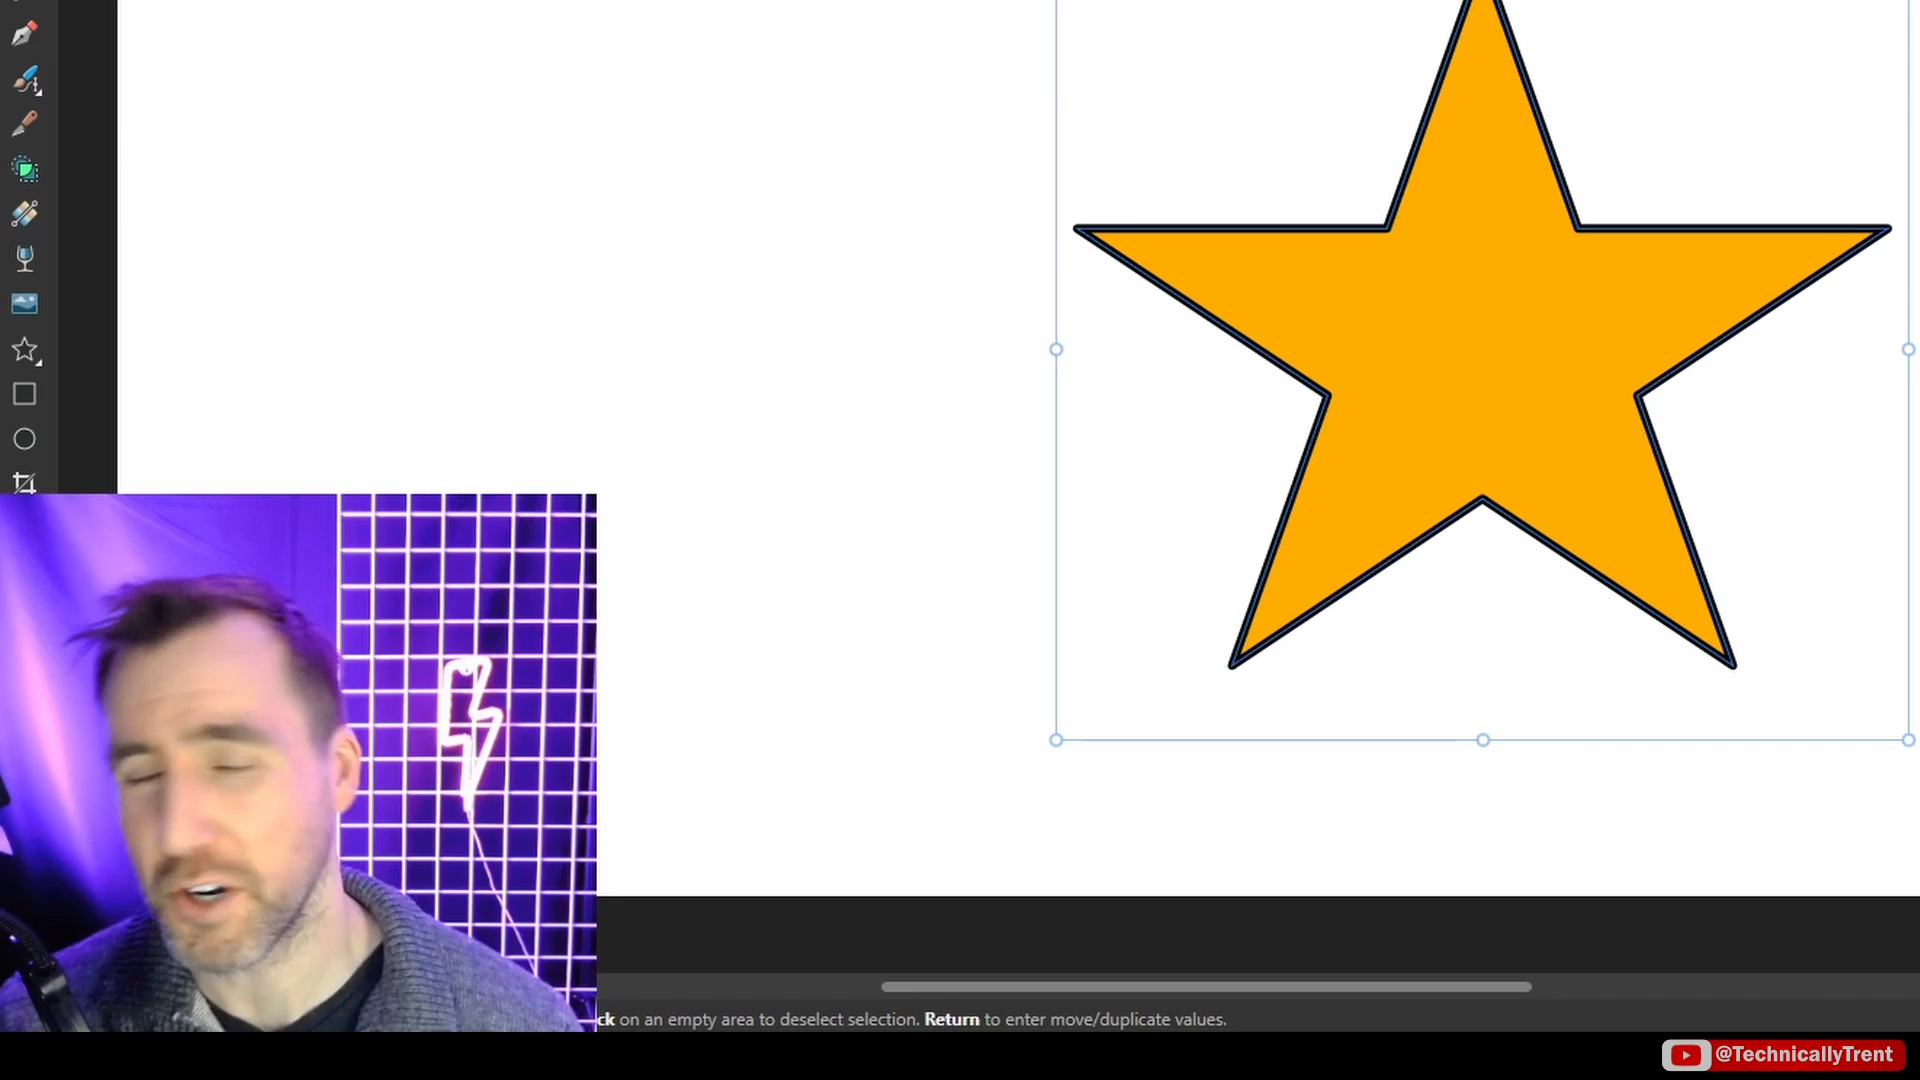 ck on an empty area to deselect selection. Return to enter move/duplicate values.
@TechnicallyTrent